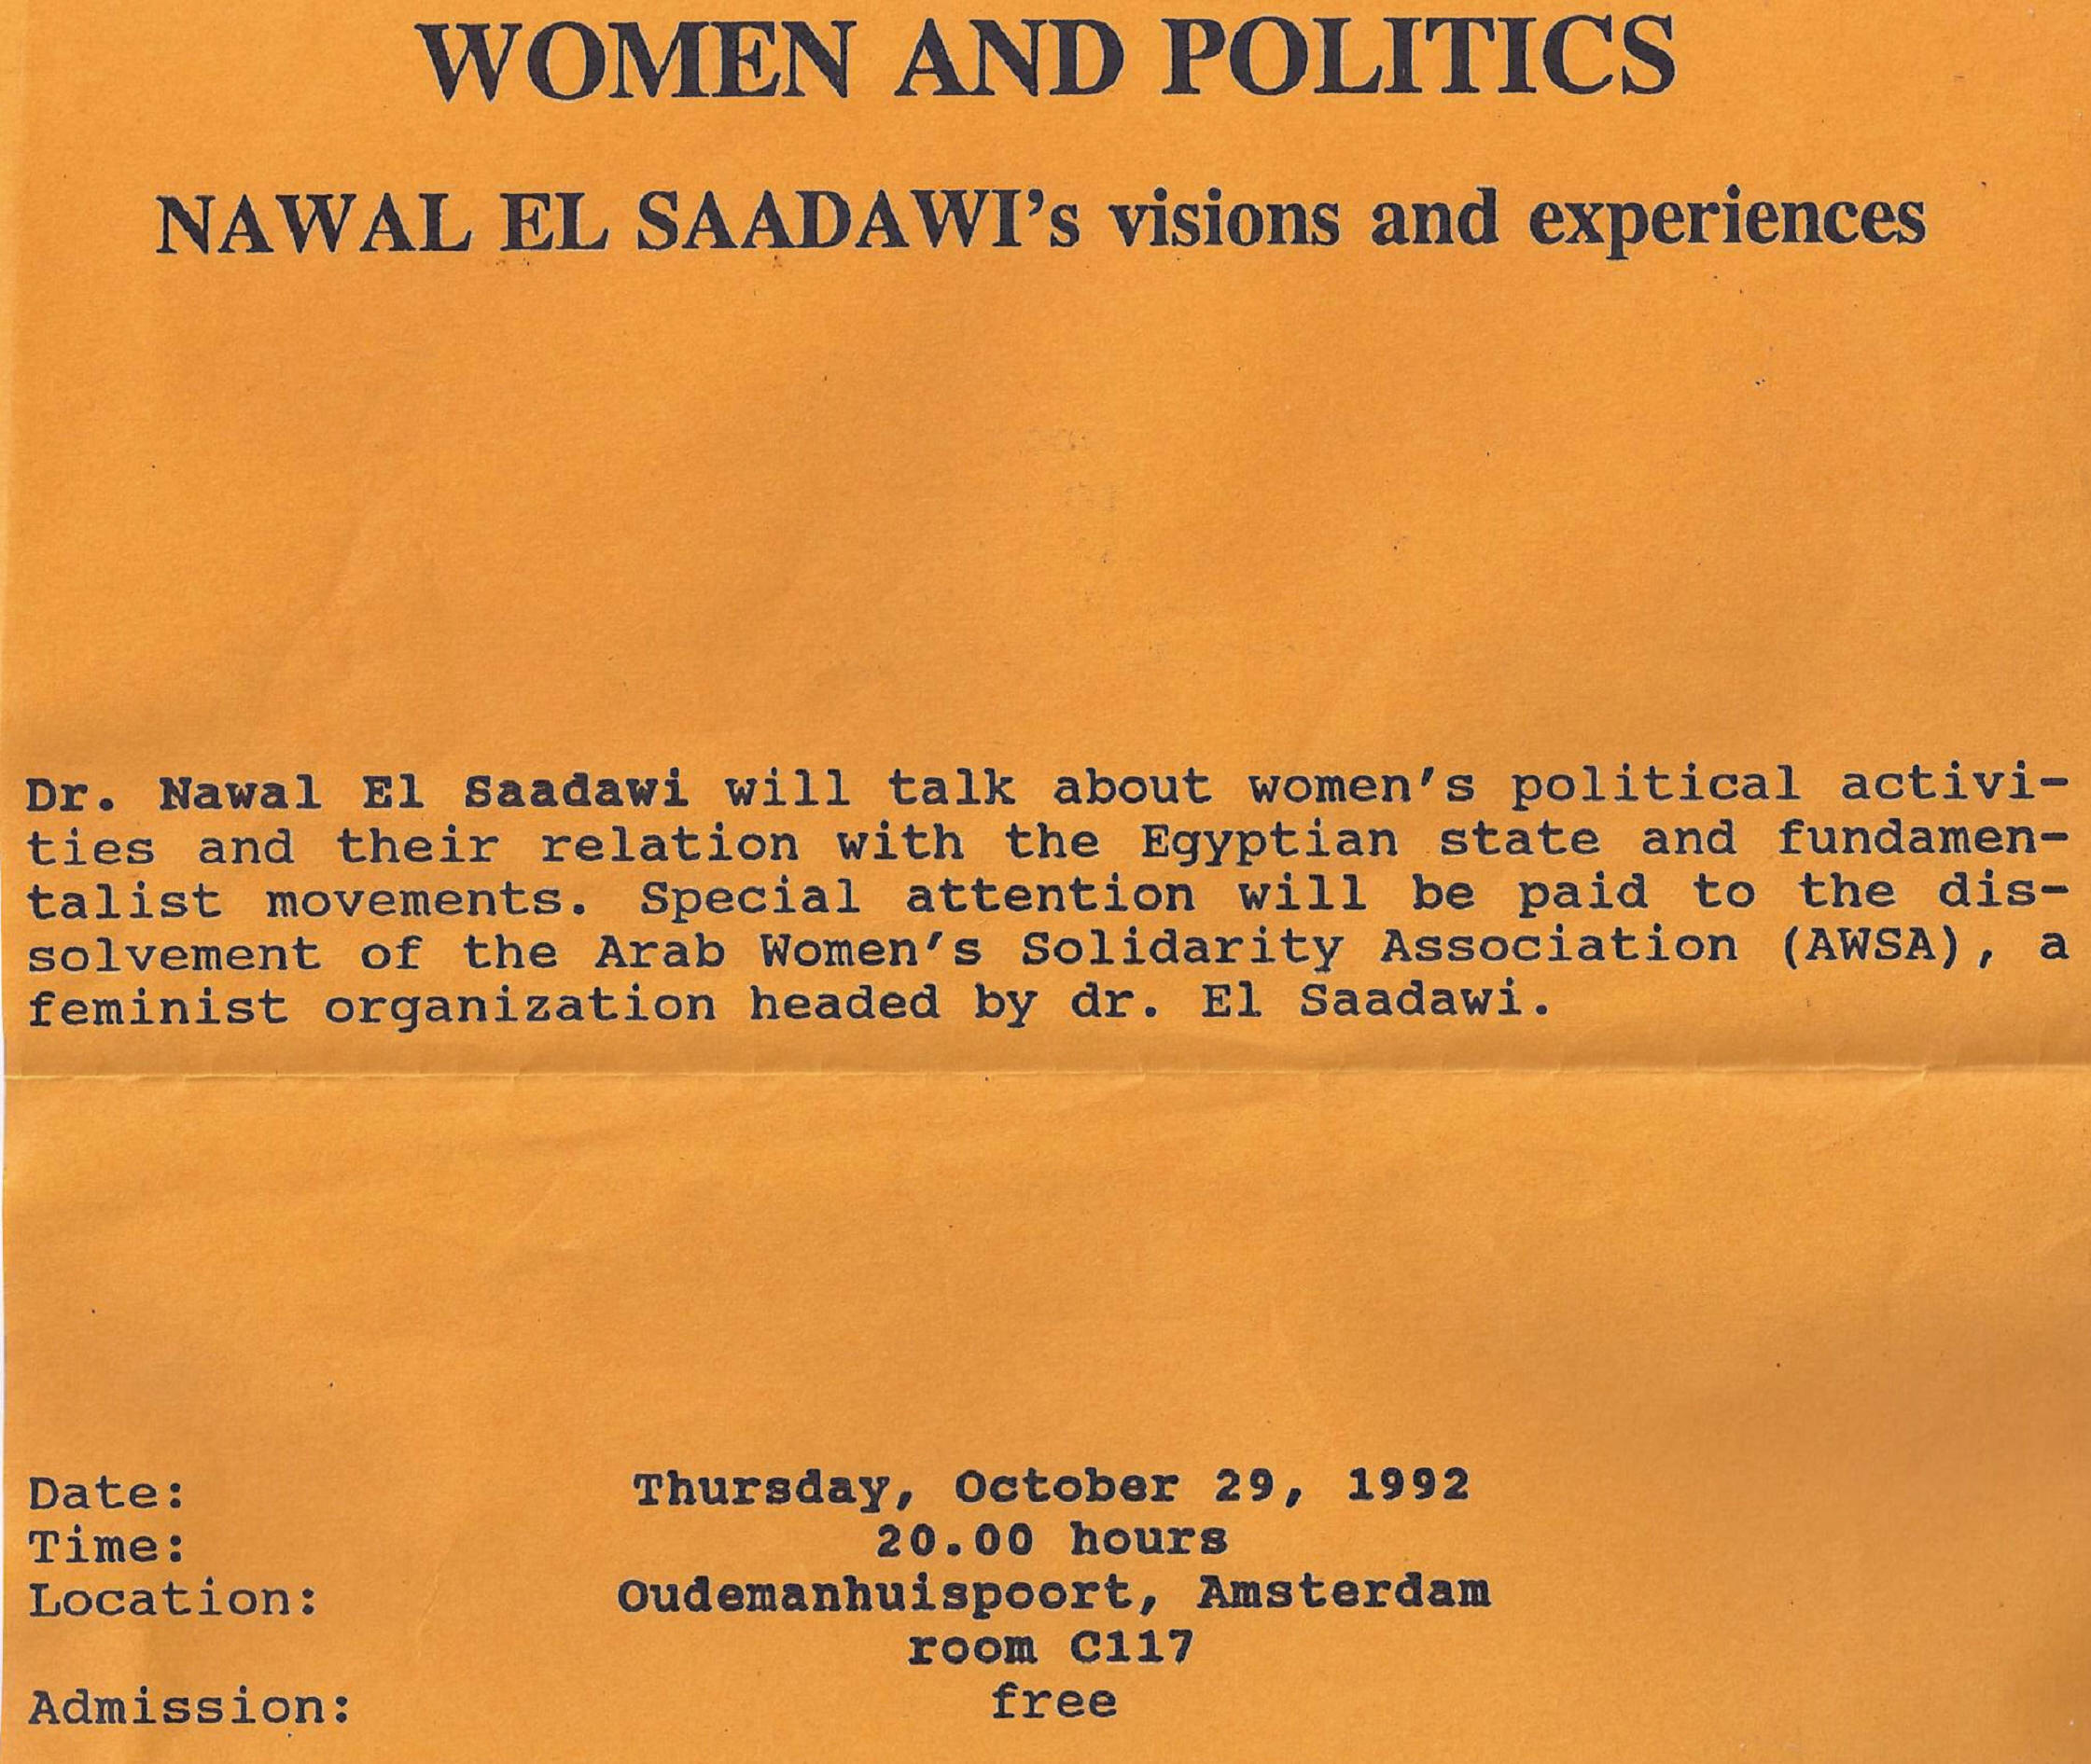 WOMEN AND POLITICS
NAWAL EL SAADAWI's visions and experiences
Dr. Nawal El Saadawi will talk about women's political activi-
ties and their relation with the Egyptian state and fundamen-
talist movements. Special attention will be paid to the dis-
solvement of the Arab Women's Solidarity Association (AWSA), a
feminist organization headed by dr. El Saadawi.
Date: Thursday, October 29, 1992
Time: 20.00 hours
Location: Oudemanhuispoort, Amsterdam
room C117
Admission: free